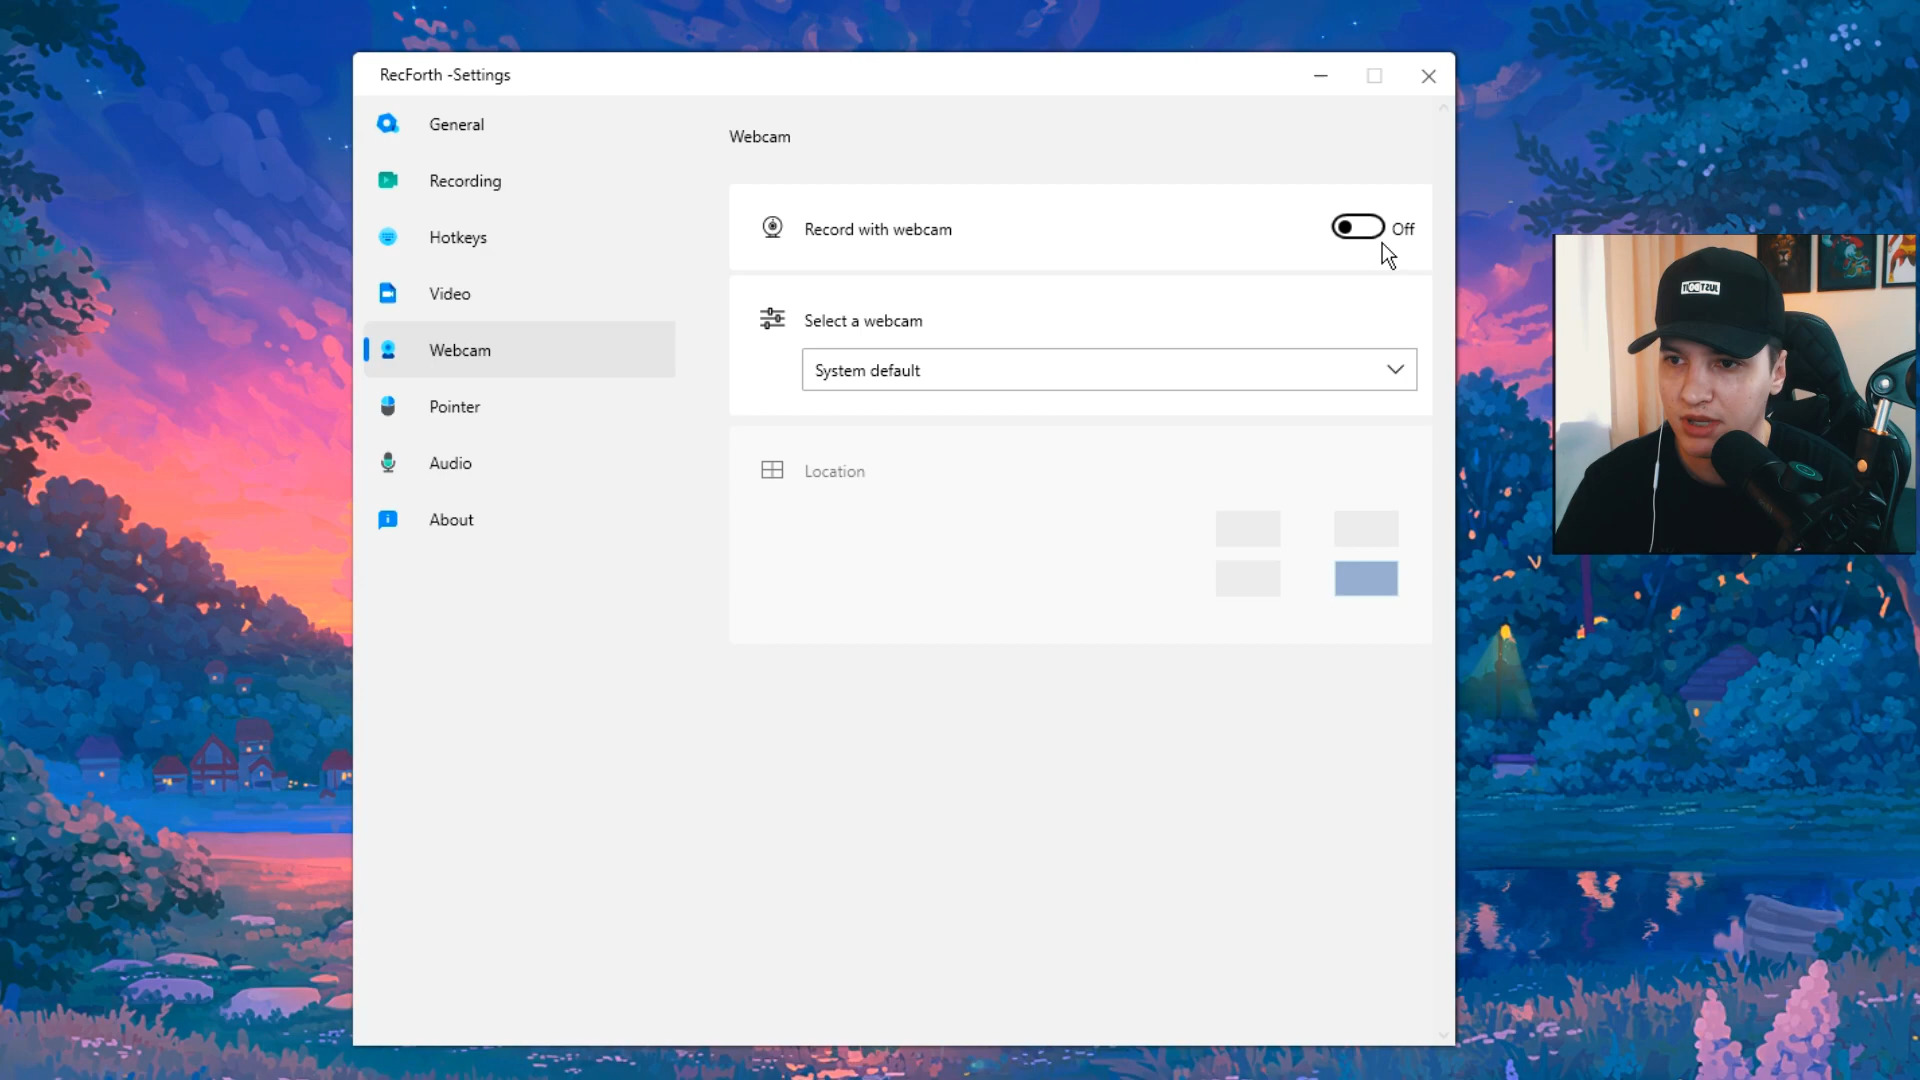 RecForth -Settings
General
Recording
Hotkeys
Video
Webcam
Pointer
Audio
About
Webcam
Record with webcam
Off
Select a webcam
System default
Location